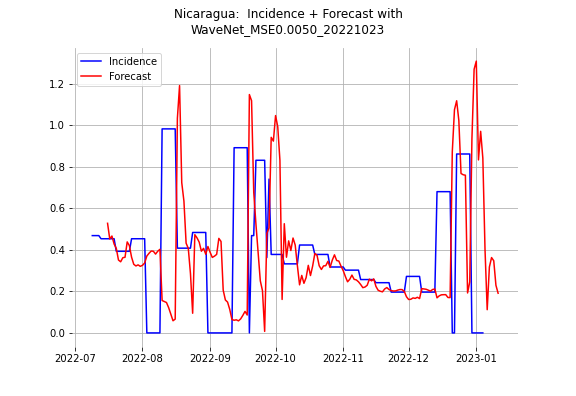 Nicaragua:  Incidence + Forecast with
WaveNet_MSE0.0050_20221023
Incidence
Forecast
1.2
1.0
0.8
0.6
0.4
0.2
0.0
2022-07 2022-08 2022-09 2022-10 2022-11 2022-12 2023-01